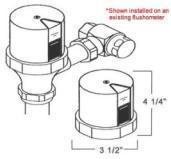 *Shown installed on an
existing flushometer
4 1/4"
3 1/2"